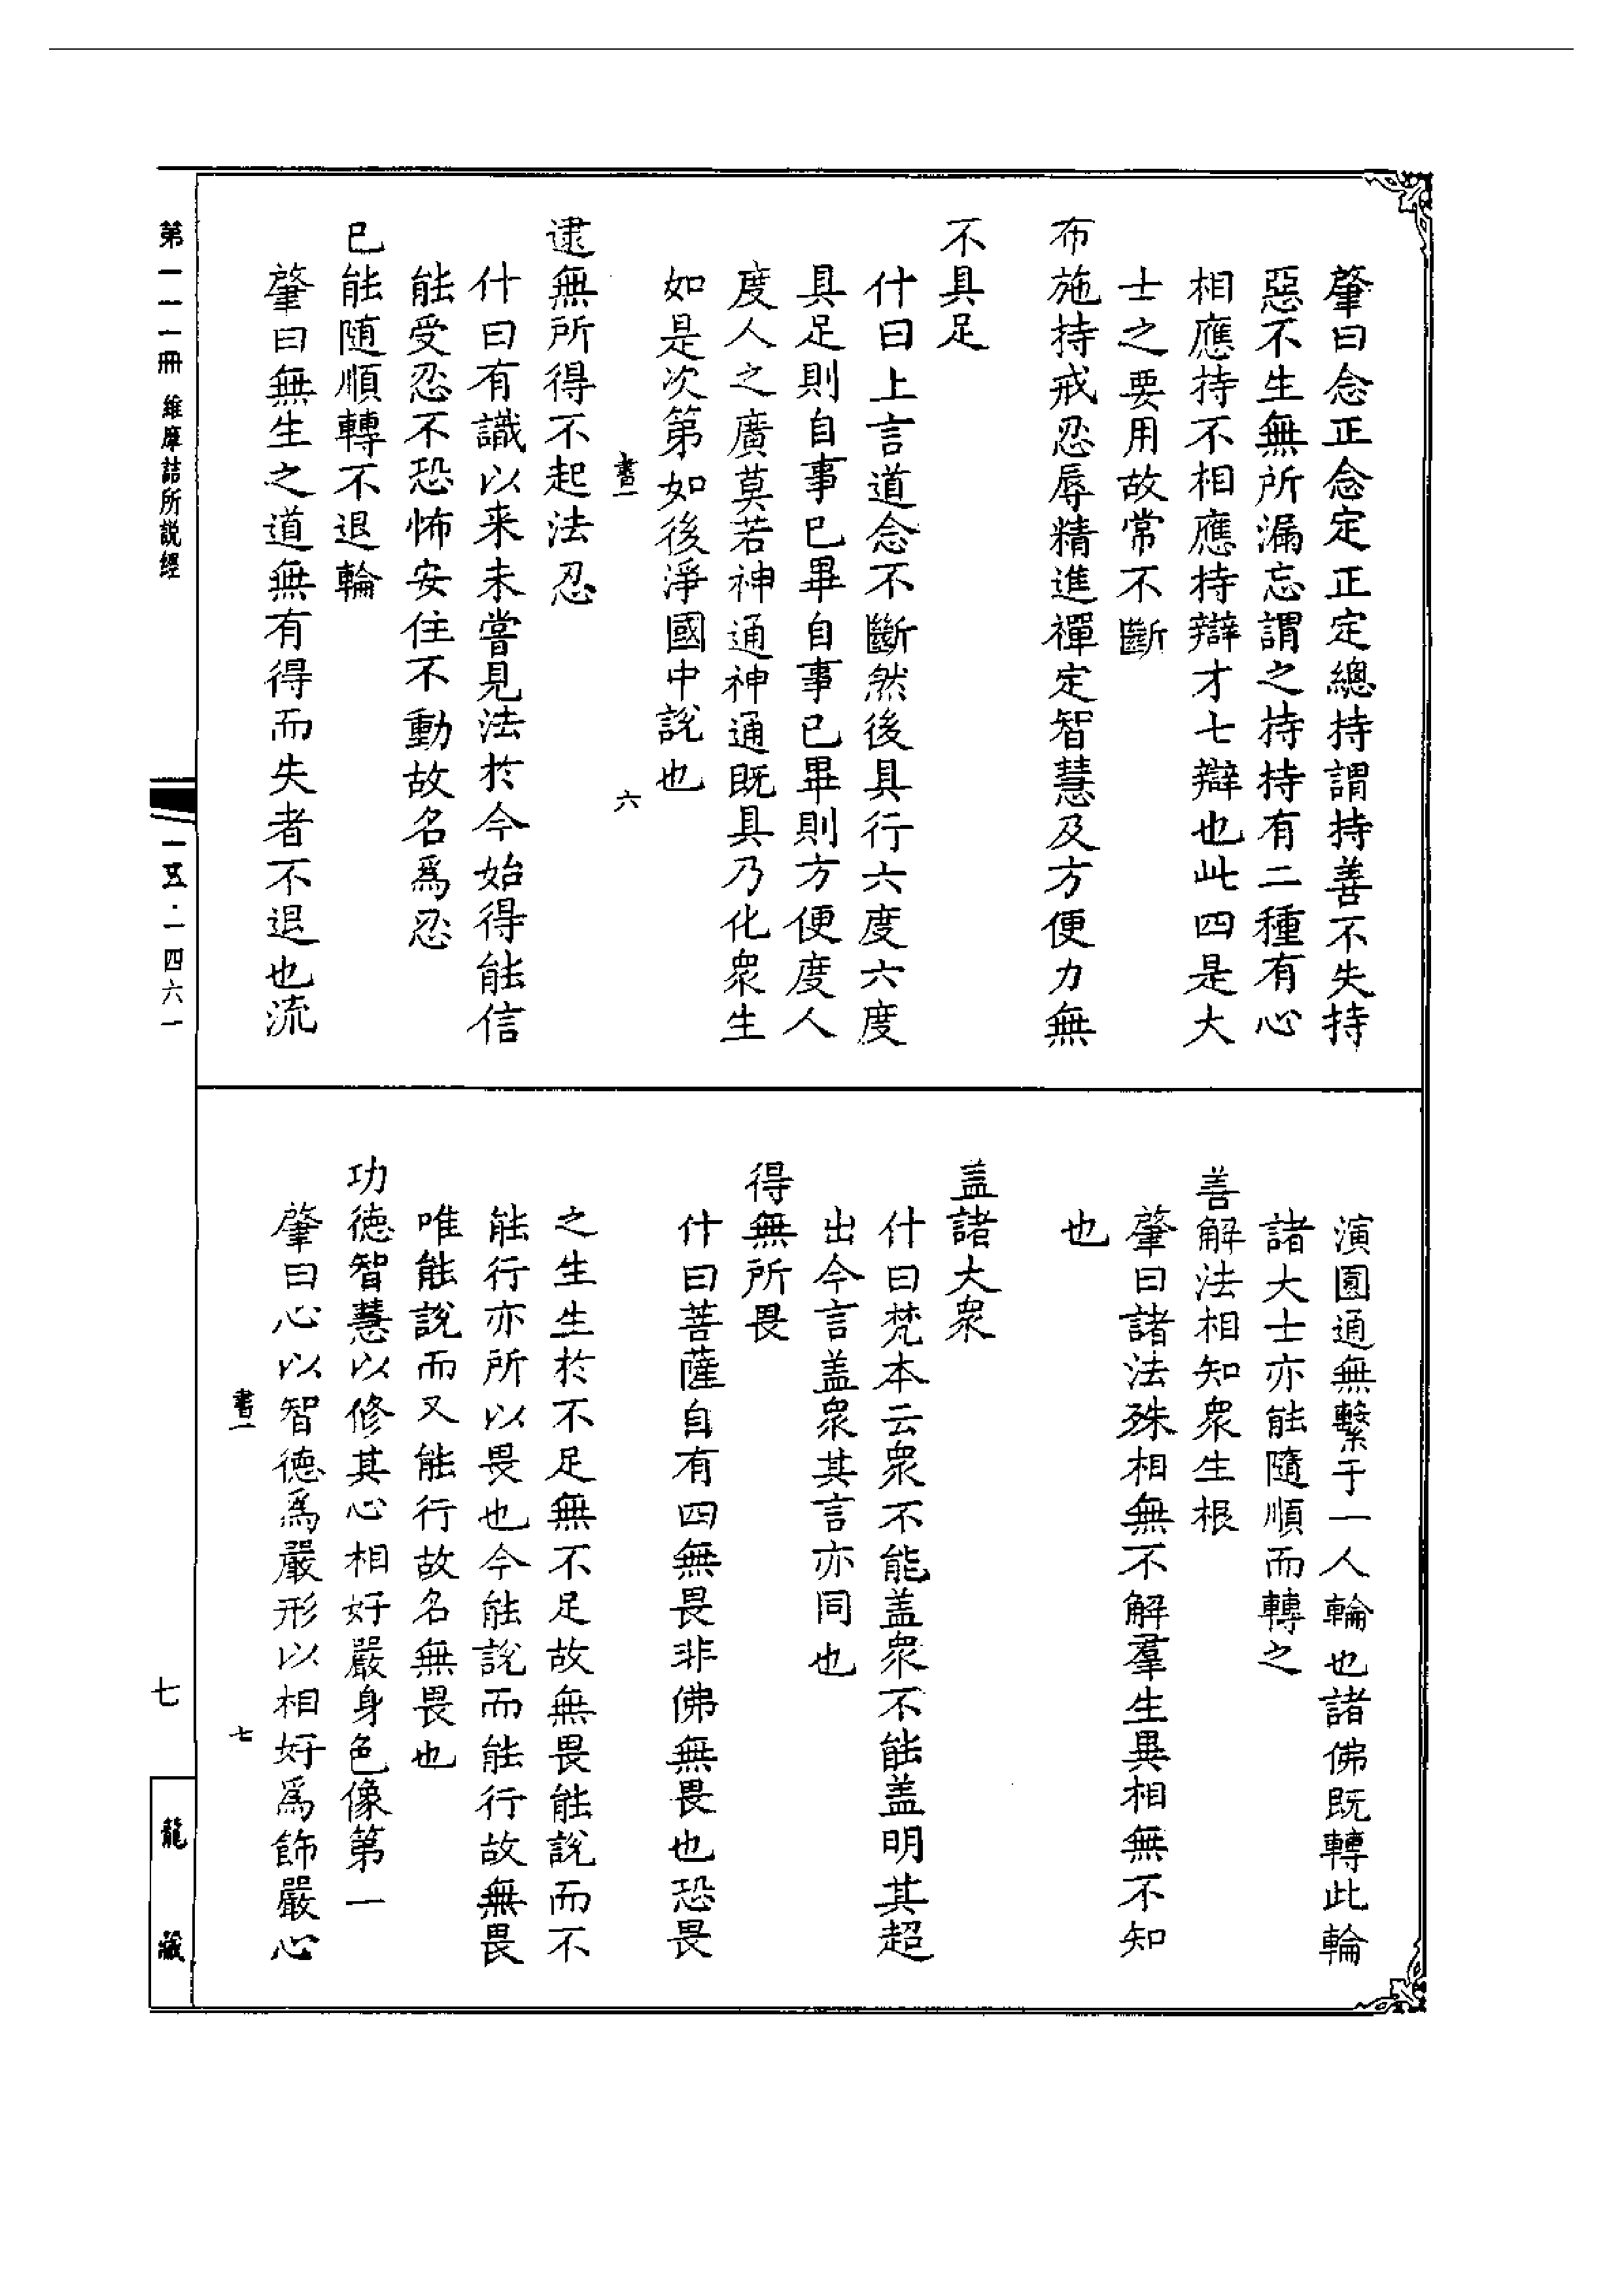 肇曰念正念定正定總持謂持善不失持
惡不生無所漏忘謂之持持有二種有心
相應持不相應持辯才七辯也此四是大
士之要用故常不斷
布施持戒忍辱精進禪定智慧及方便力無
不具足
什曰上言道念不斷然後具行六度六度
具足則自事已畢自事已畢則方便度人
度人之廣莫若神通神通既具乃化衆生
如是次第如後淨國中說也
書一 六
逮無所得不起法忍
什曰有識以来未嘗見法於今始得能信
能受忍不恐怖安住不動故名爲忍
已能随順轉不退輪
肇曰無生之道無有得而失者不退也流
演圓通無繫于一人輪也諸佛既轉此輪
諸大士亦能隨順而轉之
善解法相知衆生根
肇曰諸法殊相無不解羣生異相無不知
也
盖諸大衆
什曰梵本云衆不能盖衆不能盖明其超
出今言盖衆其言亦同也
得無所畏
什曰菩薩自有四無畏非佛無畏也恐畏
之生生於不足無不足故無畏能說而不
能行亦所以畏也今能說而能行故無畏
唯能說而又能行故名無畏也
功德智慧以修其心相好嚴身色像第一
肇曰心以智德爲嚴形以相好爲飾嚴心
書一 七
第一一一冊 維摩詰所説經
一五·一四六一
七
龍藏